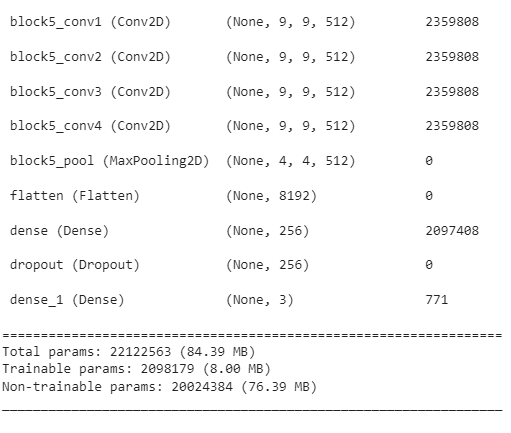 block5_conv1 (Conv2D) (None, 9, 9, 512) 2359808
block5_conv2 (Conv2D) (None, 9, 9, 512) 2359808
block5_conv3 (Conv2D) (None, 9, 9, 512) 2359808
block5_conv4 (Conv2D) (None, 9, 9, 512) 2359808
block5_pool (MaxPooling2D) (None, 4, 4, 512) 0
flatten (Flatten) (None, 8192) 0
dense (Dense) (None, 256) 2097408
dropout (Dropout) (None, 256) 0
dense_1 (Dense) (None, 3) 771
=================================================================
Total params: 22122563 (84.39 MB)
Trainable params: 2098179 (8.00 MB)
Non-trainable params: 20024384 (76.39 MB)
_________________________________________________________________